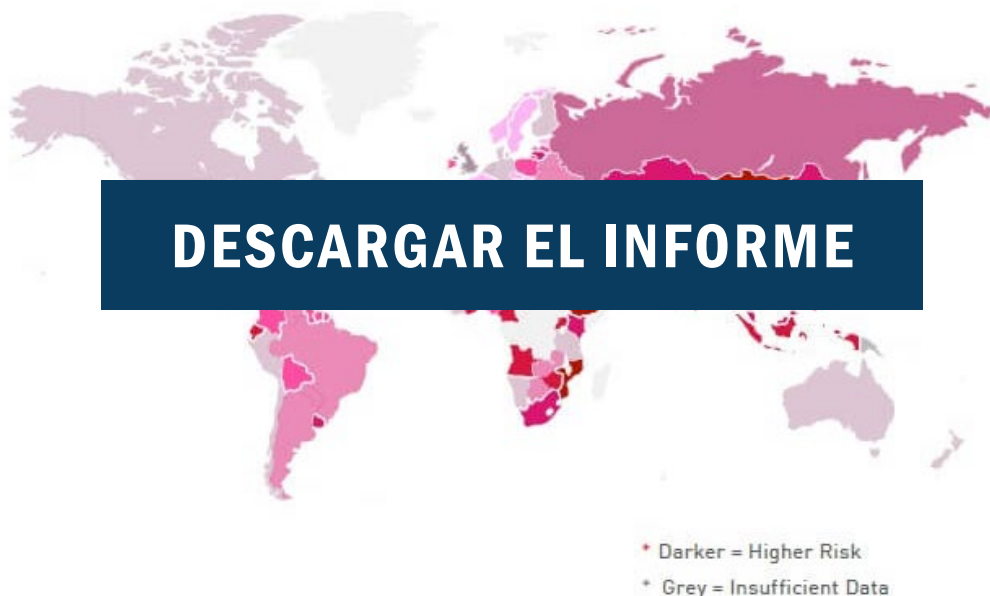 DESCARGAR EL INFORME
* Darker = Higher Risk
* Grey = Insufficient Data